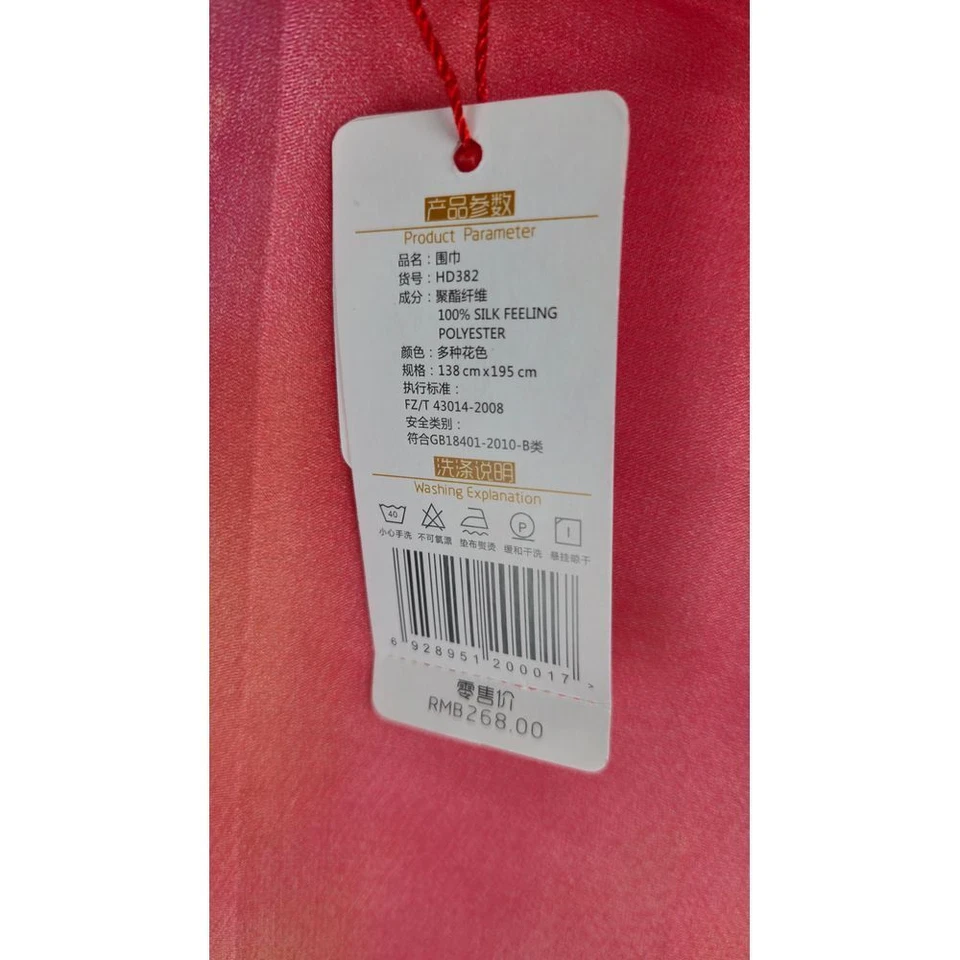 产品参数
Product Parameter
品名：围巾
货号：HD382
成分：聚酯纤维
100% SILK FEELING
POLYESTER
颜色：多种花色
规格：138 cm x 195 cm
执行标准：
FZ/T 43014-2008
安全类别：
符合GB18401-2010-B类
洗涤说明
Washing Explanation
40 P
小心手洗 不可氯漂 垫布熨烫 缓和干洗 悬挂晾干
6 928951 200017 >
零售价
RMB268.00